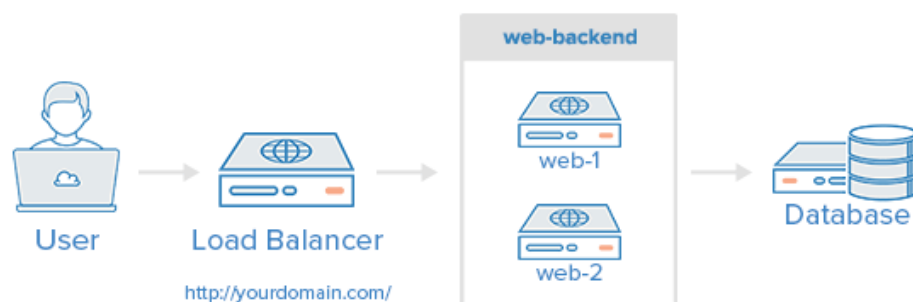 web-backend
web-1
web-2
User
Load Balancer
Database
http://yourdomain.com/